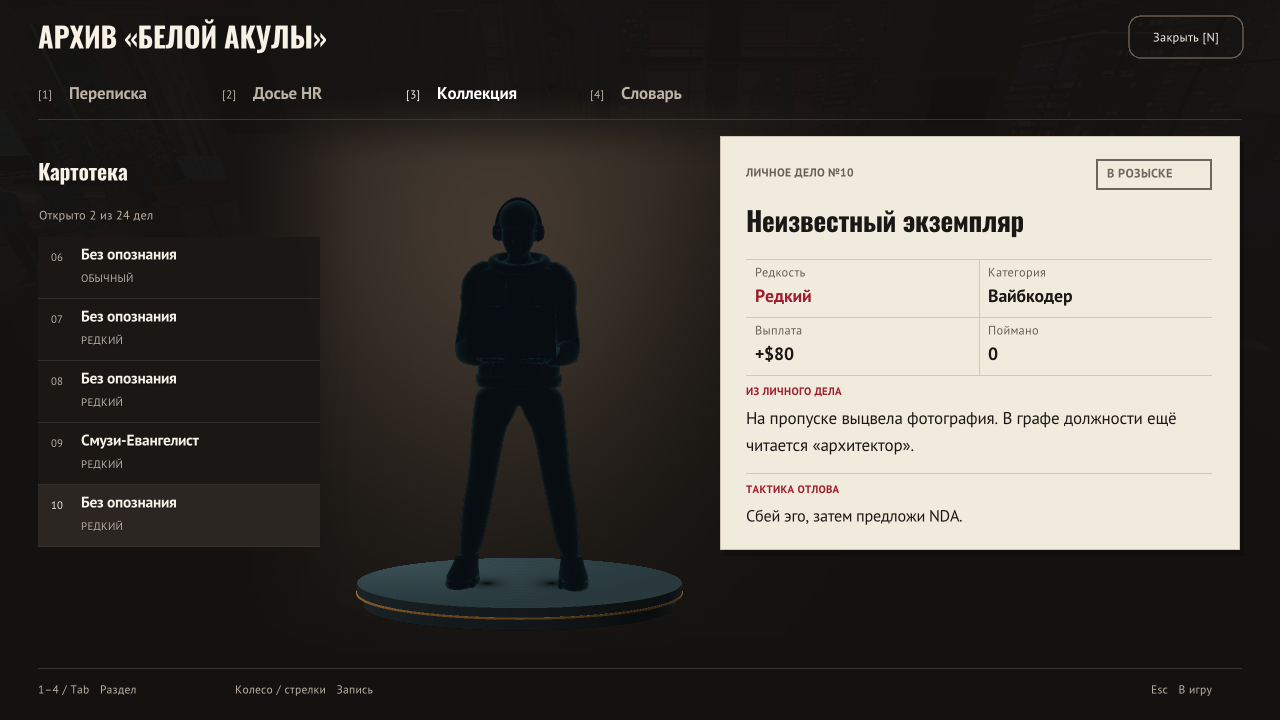 АРХИВ «БЕЛОЙ АКУЛЫ»
Закрыть [N]
[1] Переписка
[2] Досье HR
[3] Коллекция
[4] Словарь
Картотека
Открыто 2 из 24 дел
06 Без опознания
ОБЫЧНЫЙ
07 Без опознания
РЕДКИЙ
08 Без опознания
РЕДКИЙ
09 Смузи-Евангелист
РЕДКИЙ
10 Без опознания
РЕДКИЙ
ЛИЧНОЕ ДЕЛО №10
В РОЗЫСКЕ
Неизвестный экземпляр
Редкость
Редкий
Категория
Вайбкодер
Выплата
+$80
Поймано
0
ИЗ ЛИЧНОГО ДЕЛА
На пропуске выцвела фотография. В графе должности ещё
читается «архитектор».
ТАКТИКА ОТЛОВА
Сбей эго, затем предложи NDA.
1–4 / Tab Раздел
Колесо / стрелки Запись
Esc В игру